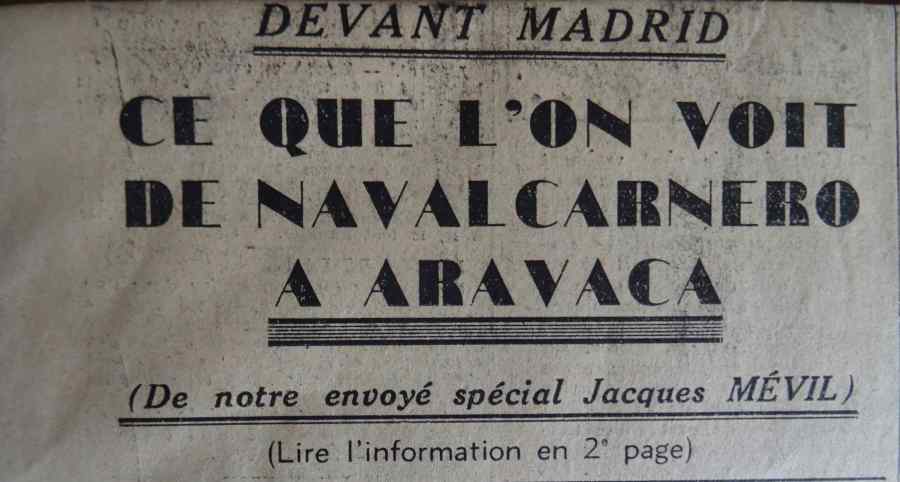 DEVANT MADRID
CE QUE L'ON VOIT
DE NAVALCARNERO
A ARAVACA
(De notre envoyé spécial Jacques MÉVIL)
(Lire l'information en 2e page)